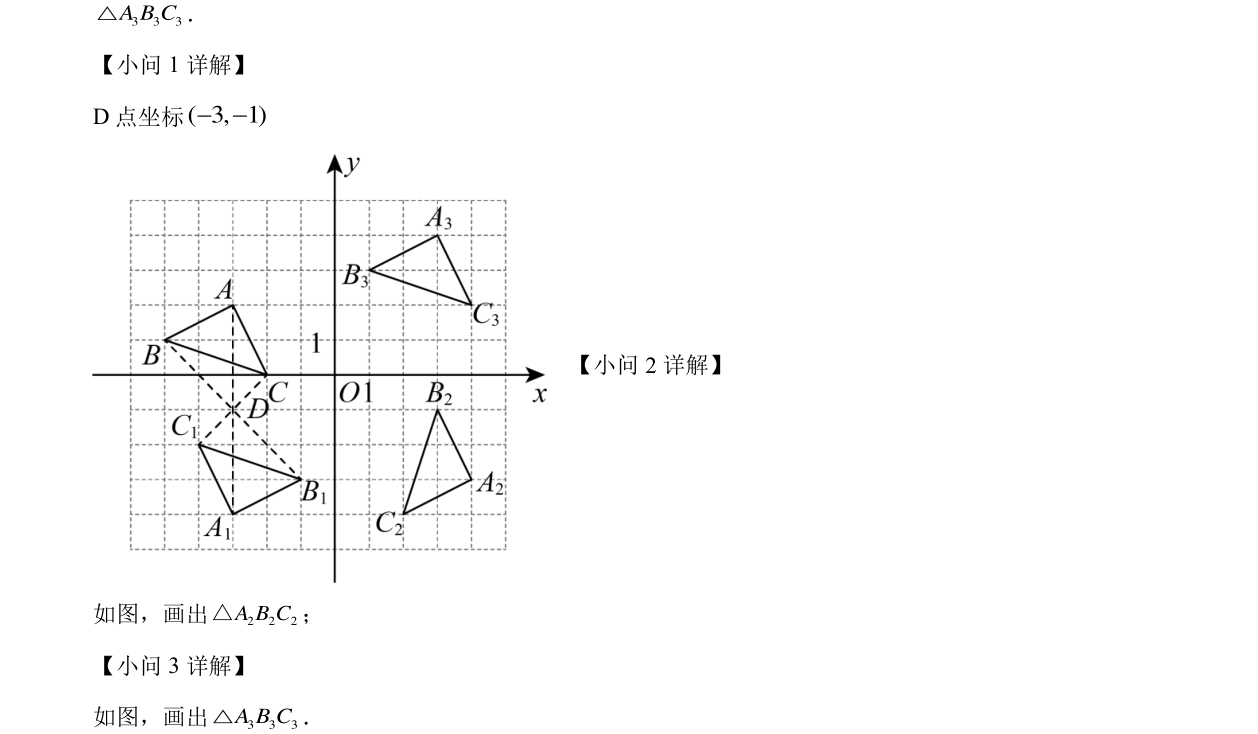 △A₃B₃C₃.
【小问 1 详解】
D 点坐标(−3,−1)
y
A₃
B₃
A
C₃
1
B
【小问 2 详解】
C
O
1
B₂
x
D
C₁
A₂
B₁
A₁
C₂
如图，画出△A₂B₂C₂；
【小问 3 详解】
如图，画出△A₃B₃C₃.